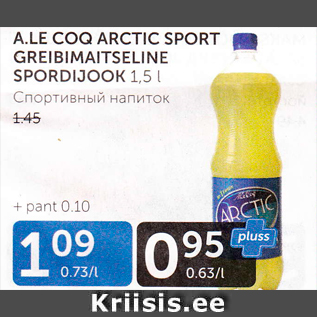 A.LE COQ ARCTIC SPORT
GREIBIMAITSELINE
SPORDIJOOK 1,5 l
Спортивный напиток
1.45
+ pant 0.10
1 09
0.73/l
0 95
0.63/l
pluss
ARCTIC
Kriisis.ee